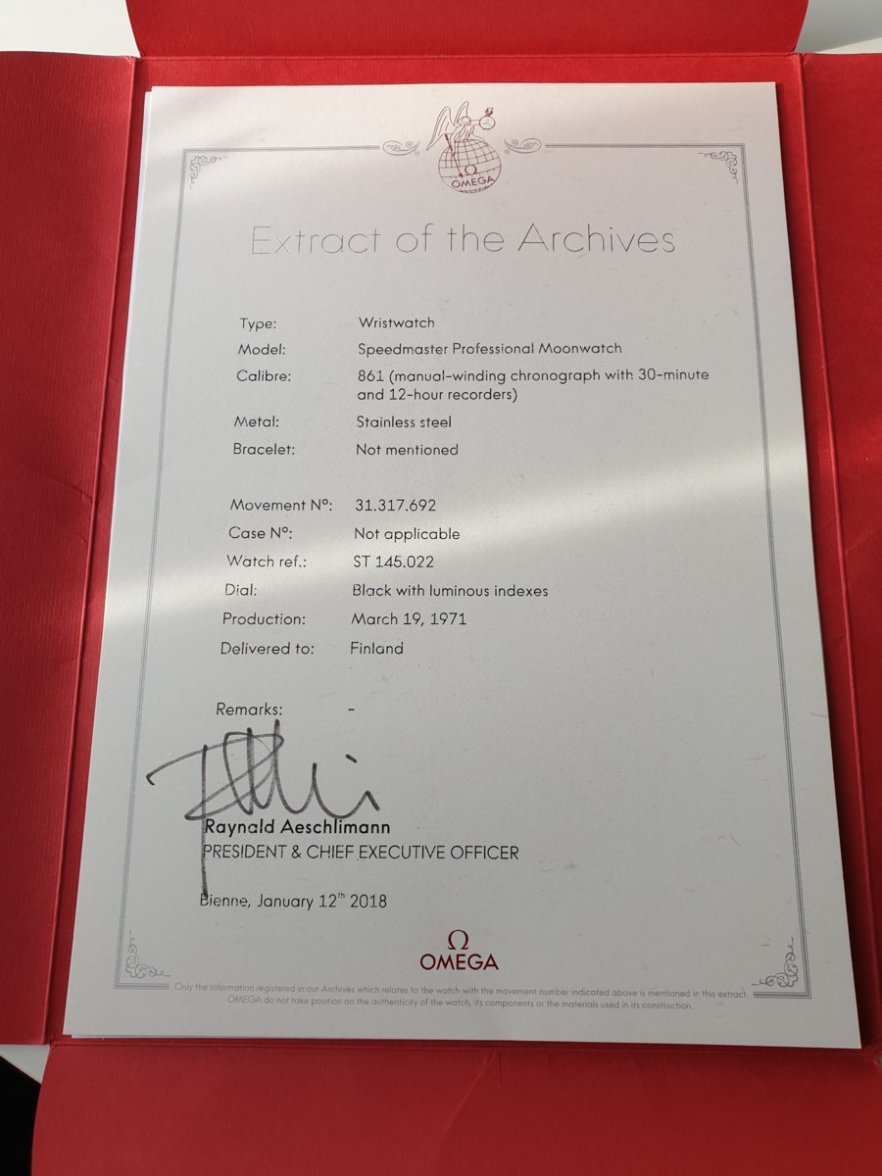 Ω
OMEGA
Extract of the Archives
Type: Wristwatch
Model: Speedmaster Professional Moonwatch
Calibre: 861 (manual-winding chronograph with 30-minute
and 12-hour recorders)
Metal: Stainless steel
Bracelet: Not mentioned
Movement Nº: 31.317.692
Case Nº: Not applicable
Watch ref.: ST 145.022
Dial: Black with luminous indexes
Production: March 19, 1971
Delivered to: Finland
Remarks: -
Raynald Aeschlimann
PRESIDENT & CHIEF EXECUTIVE OFFICER
Bienne, January 12th 2018
Ω
OMEGA
Only the information registered in our Archives which relates to the watch with the movement number indicated above is mentioned in this extract.
OMEGA do not take position on the authenticity of the watch, its components or the materials used in its construction.